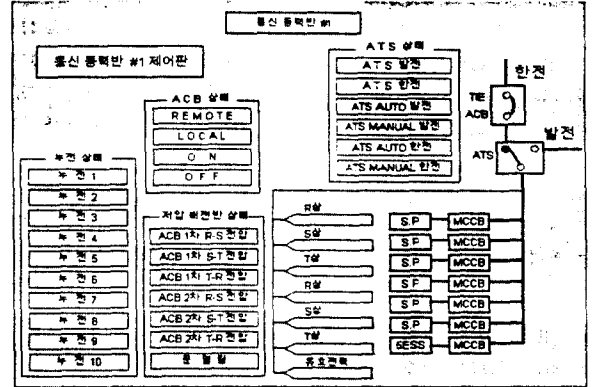 통신 동력반 #1
통신 동력반 #1 제어판
ATS 상태
ATS 발전
ATS 한전
ATS AUTO 발전
ATS MANUAL 발전
ATS AUTO 한전
ATS MANUAL 한전
한전
TIE
ACB
발전
ATS
ACB 상태
REMOTE
LOCAL
ON
OFF
누전 상태
누전 1
누전 2
누전 3
누전 4
누전 5
누전 6
누전 7
누전 8
누전 9
누전 10
저압 배전반 상태
ACB 1차 R-S 전압
ACB 1차 S-T 전압
ACB 1차 T-R 전압
ACB 2차 R-S 전압
ACB 2차 S-T 전압
ACB 2차 T-R 전압
R상
S상
T상
R상
S상
T상
유효전력
S.P MCCB
S.P MCCB
S.P MCCB
S.P MCCB
S.P MCCB
S.P MCCB
5ESS MCCB